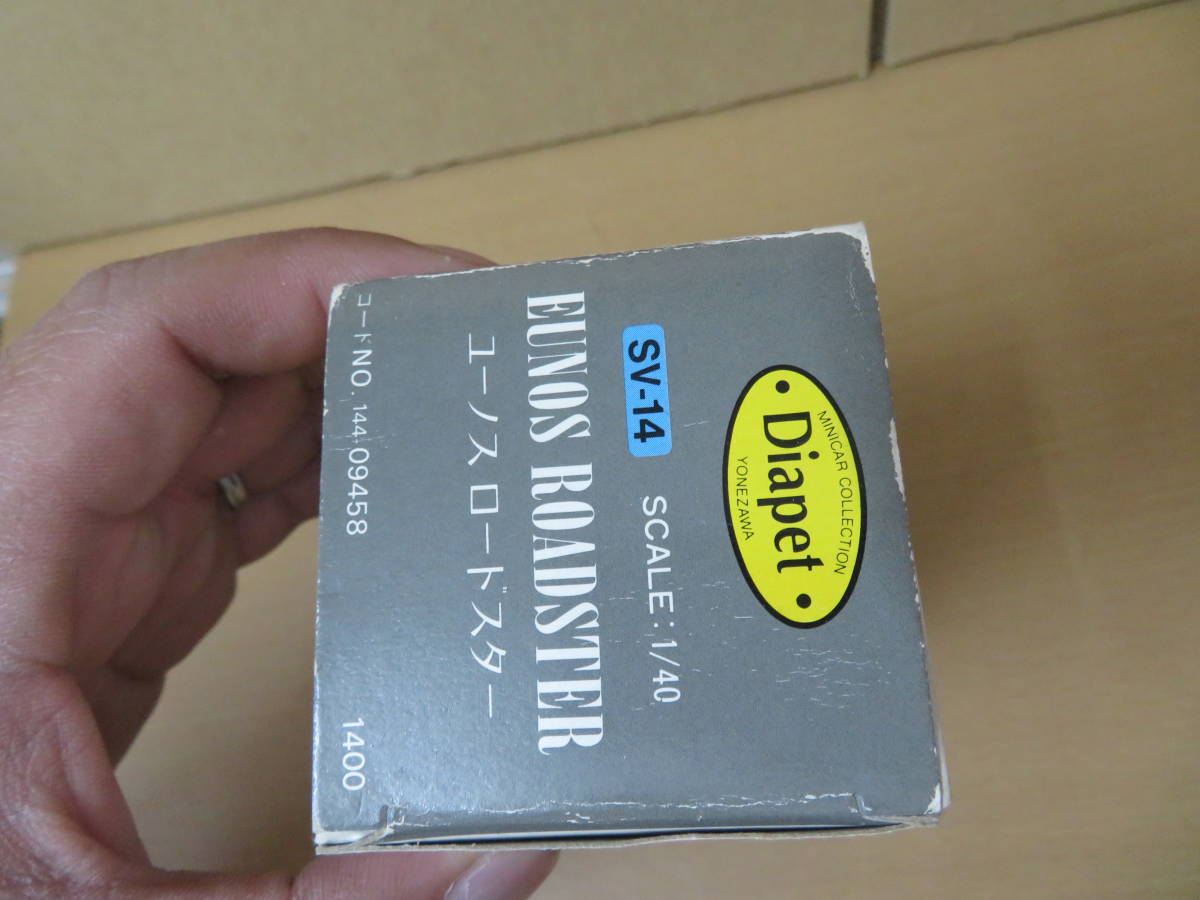 MINICAR COLLECTION
Diapet
YONEZAWA
SV-14 SCALE:1/40
EUNOS ROADSTER
ユーノスロードスター
コードNO. 144-09458 1400